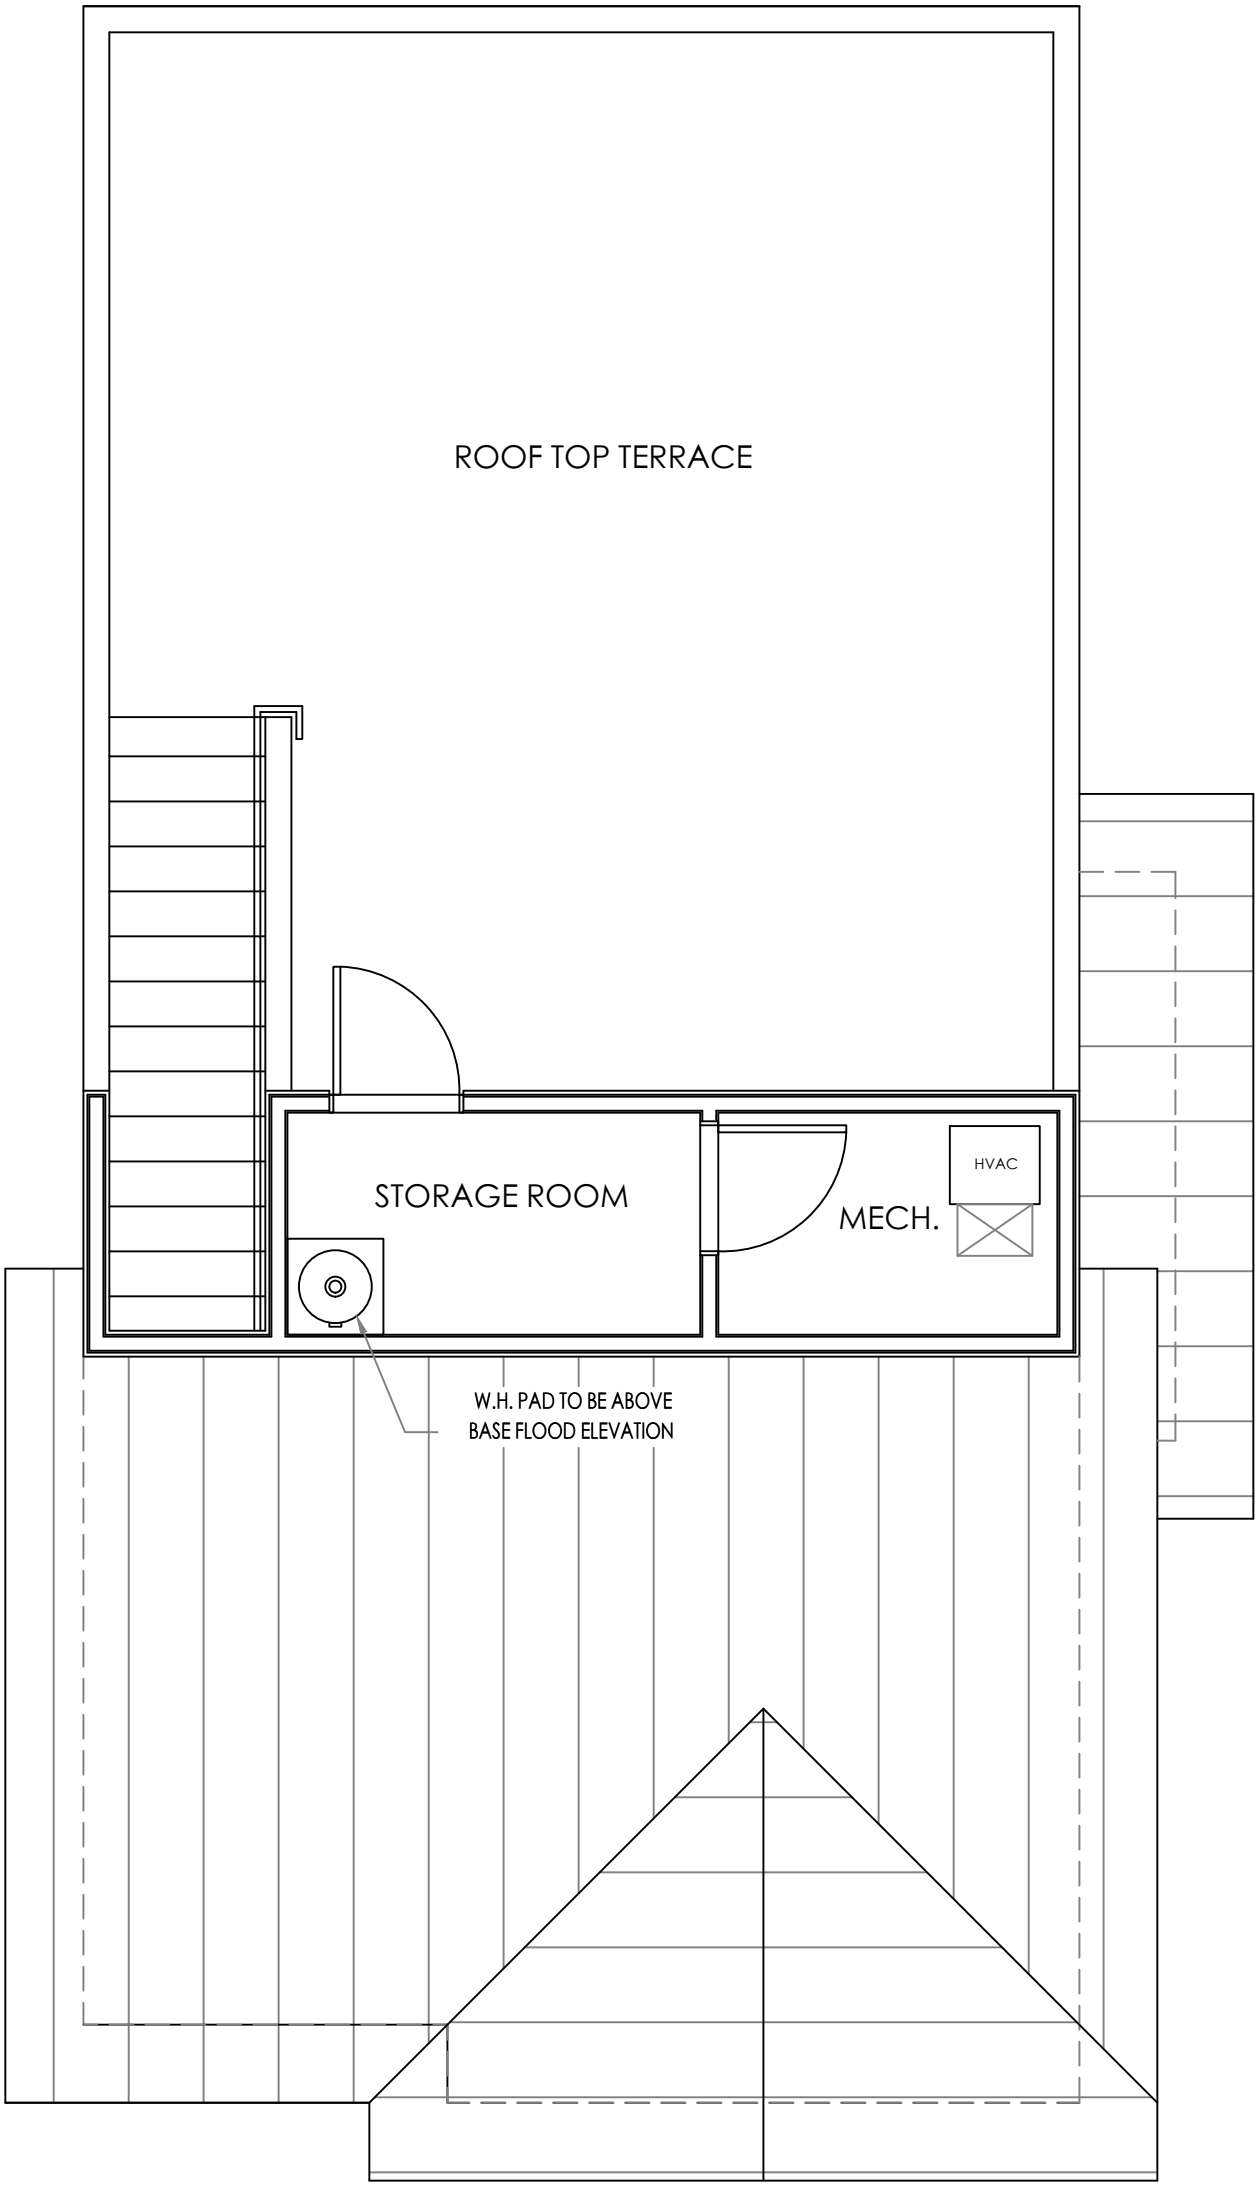 ROOF TOP TERRACE
HVAC
STORAGE ROOM
MECH.
W.H. PAD TO BE ABOVE
BASE FLOOD ELEVATION